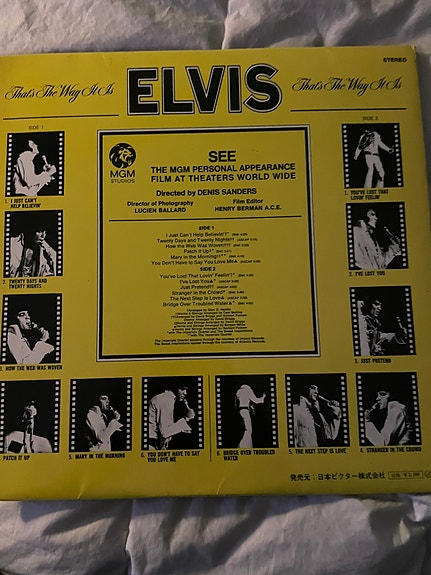 STEREO
That's The Way It Is
ELVIS
That's The Way It Is
SIDE 1
SIDE 2
MGM
STUDIOS
SEE
THE MGM PERSONAL APPEARANCE
FILM AT THEATERS WORLD WIDE
Directed by DENIS SANDERS
Director of Photography
LUCIEN BALLARD
Film Editor
HENRY BERMAN A.C.E.
SIDE 1
I Just Can't Help Believin'
Twenty Days and Twenty Nights
How the Web Was Woven
Patch It Up
Mary in the Morning
You Don't Have to Say You Love Me
SIDE 2
You've Lost That Lovin' Feelin'
I've Lost You
Just Pretend
Stranger in the Crowd
The Next Step Is Love
Bridge Over Troubled Water
1. I JUST CAN'T
HELP BELIEVIN'
2. TWENTY DAYS AND
TWENTY NIGHTS
3. HOW THE WEB WAS WOVEN
PATCH IT UP
5. MARY IN THE MORNING
6. YOU DON'T HAVE TO SAY
YOU LOVE ME
6. BRIDGE OVER TROUBLED
WATER
5. THE NEXT STEP IS LOVE
4. STRANGER IN THE CROWD
3. JUST PRETEND
2. I'VE LOST YOU
1. YOU'VE LOST THAT
LOVIN' FEELIN'
発売元:日本ビクター株式会社